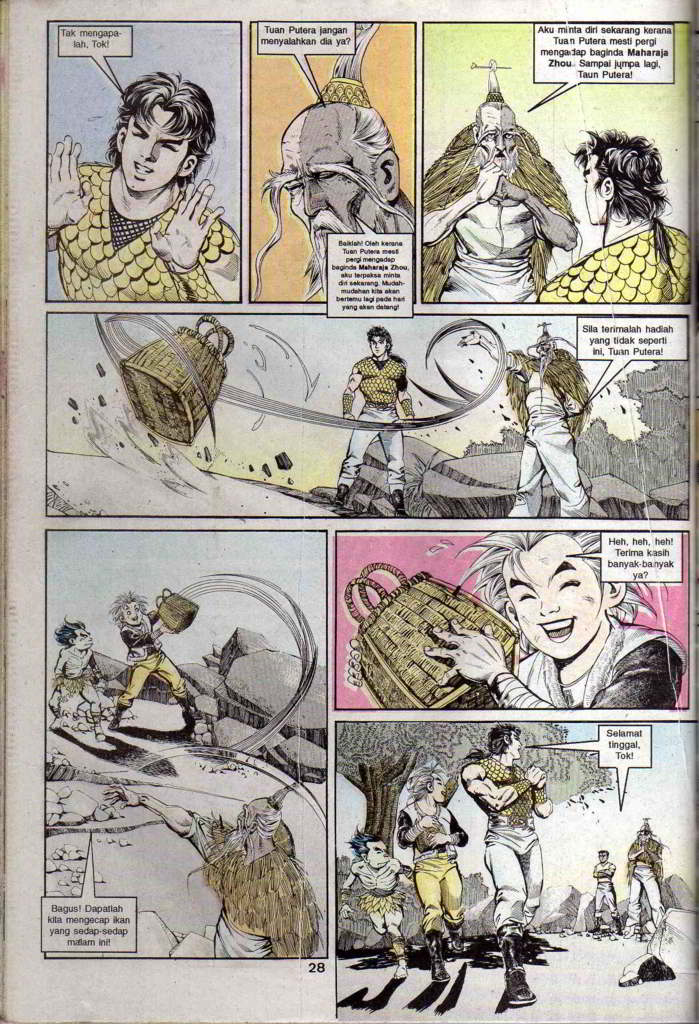 Tak mengapa-
lah, Tok!
Tuan Putera jangan
menyalahkan dia ya?
Baiklah! Oleh kerana
Tuan Putera mesti
pergi mengadap
baginda Maharaja Zhou,
aku terpaksa minta
diri sekarang. Mudah-
mudahan kita akan
bertemu lagi pada hari
yang akan datang!
Aku minta diri sekarang kerana
Tuan Putera mesti pergi
mengadap baginda Maharaja
Zhou. Sampai jumpa lagi,
Taun Putera!
Sila terimalah hadiah
yang tidak seperti
ini, Tuan Putera!
Bagus! Dapatlah
kita mengecap ikan
yang sedap-sedap
malam ini!
Heh, heh, heh!
Terima kasih
banyak-banyak
ya?
Selamat
tinggal,
Tok!
28